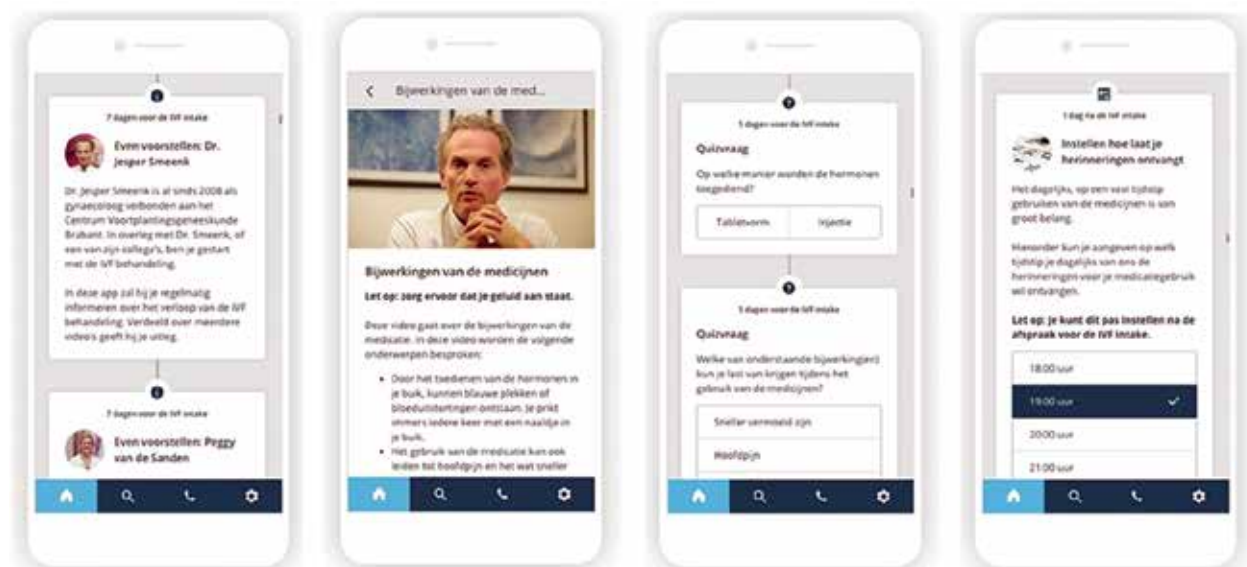 7 dagen voor de IVF intake
Even voorstellen: Dr.
Jesper Smeenk
Dr. Jesper Smeenk is al sinds 2008 als
gynaecoloog verbonden aan het
Centrum Voortplantingsgeneeskunde
Brabant. In overleg met Dr. Smeenk, of
een van zijn collega's, ben je gestart
met de IVF behandeling.
In deze app zal hij je regelmatig
informeren over het verloop van de IVF
behandeling. Verdeeld over meerdere
video's geeft hij je uitleg.
7 dagen voor de IVF intake
Even voorstellen: Peggy
van de Sanden
Bijwerkingen van de med...
Bijwerkingen van de medicijnen
Let op: zorg ervoor dat je geluid aan staat.
Deze video gaat over de bijwerkingen van de
medicatie. In deze video worden de volgende
onderwerpen besproken:
• Door het toedienen van de hormonen in
je buik, kunnen blauwe plekken of
bloeduitstortingen ontstaan. Je prikt
immers iedere keer met een naaldje in
je buik.
• Het gebruik van de medicatie kan ook
leiden tot hoofdpijn en het wat sneller
5 dagen voor de IVF intake
Quizvraag
Op welke manier worden de hormonen
toegediend?
Tabletvorm
Injectie
5 dagen voor de IVF intake
Quizvraag
Welke van onderstaande bijwerking(en)
kun je last van krijgen tijdens het
gebruik van de medicijnen?
Sneller vermoeid zijn
Hoofdpijn
1 dag na de IVF intake
Instellen hoe laat je
herinneringen ontvangt
Het dagelijks, op een vast tijdstip
gebruiken van de medicijnen is van
groot belang.
Hieronder kun je aangeven op welk
tijdstip je dagelijks van ons de
herinneringen voor je medicatiegebruik
wil ontvangen.
Let op: je kunt dit pas instellen na de
afspraak voor de IVF intake.
18:00 uur
19:00 uur
20:00 uur
21:00 uur